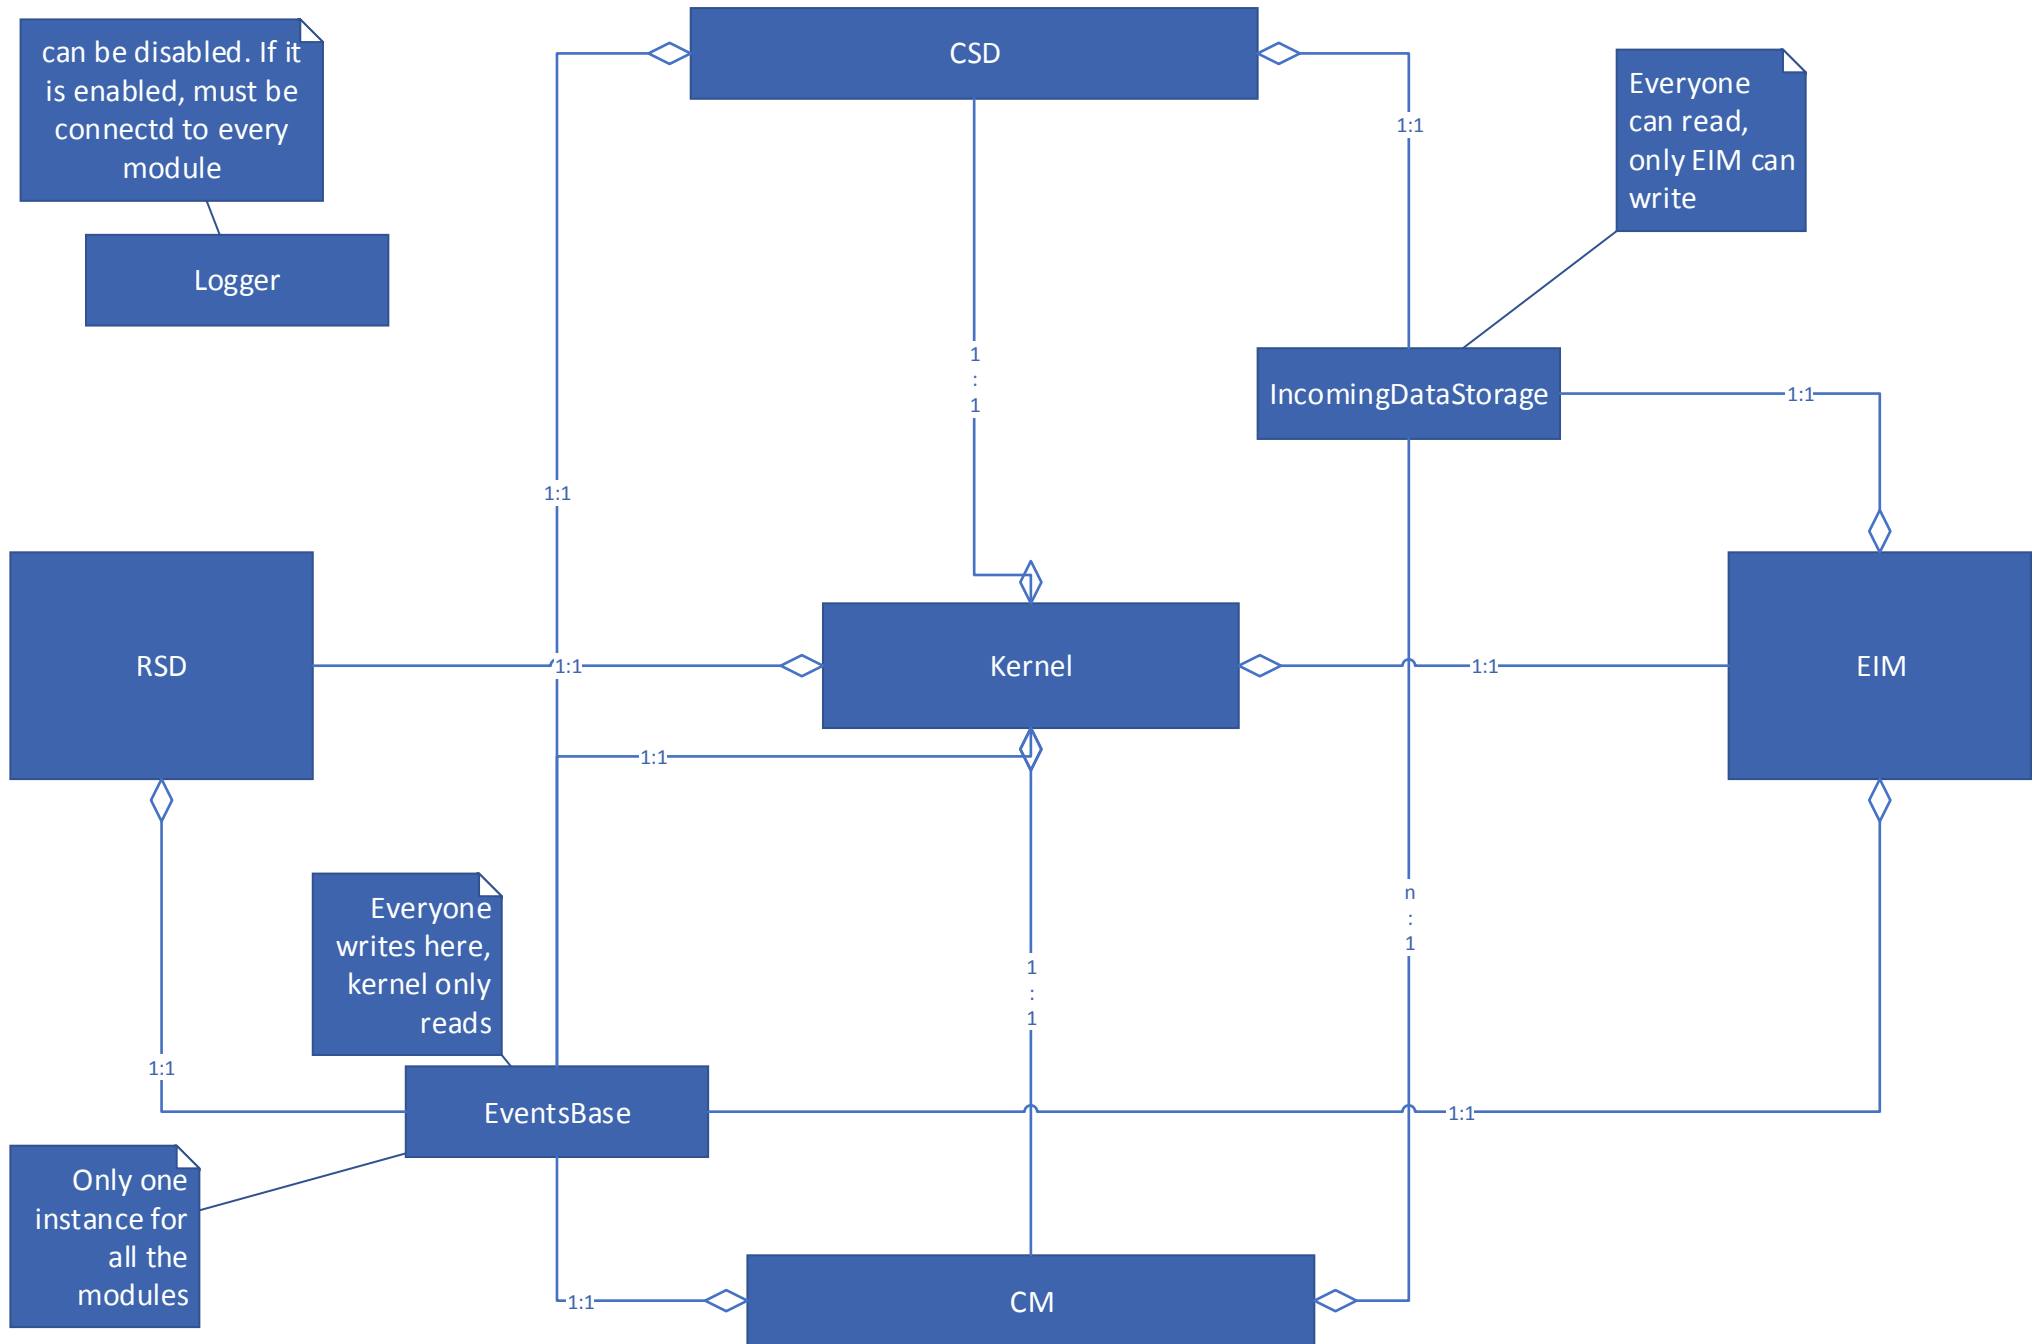 can be disabled. If it
is enabled, must be
connectd to every
module
Logger
CSD
Everyone
can read,
only EIM can
write
1:1
1
:
1
IncomingDataStorage
1:1
1:1
RSD
1:1
Kernel
1:1
EIM
1:1
Everyone
writes here,
kernel only
reads
n
:
1
1
:
1
1:1
EventsBase
1:1
Only one
instance for
all the
modules
1:1
CM